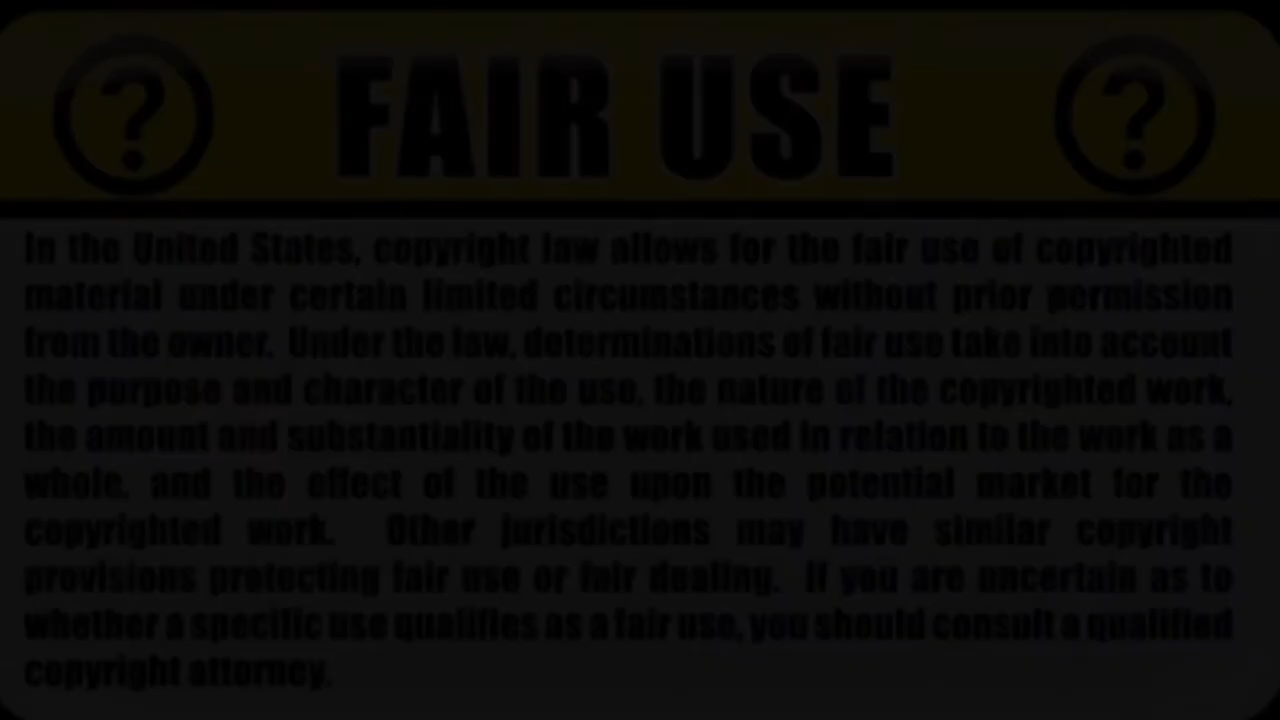 ? FAIR USE ?
In the United States, copyright law allows for the fair use of copyrighted
material under certain limited circumstances without prior permission
from the owner. Under the law, determinations of fair use take into account
the purpose and character of the use, the nature of the copyrighted work,
the amount and substantiality of the work used in relation to the work as a
whole, and the effect of the use upon the potential market for the
copyrighted work. Other jurisdictions may have similar copyright
provisions protecting fair use or fair dealing. If you are uncertain as to
whether a specific use qualifies as a fair use, you should consult a qualified
copyright attorney.